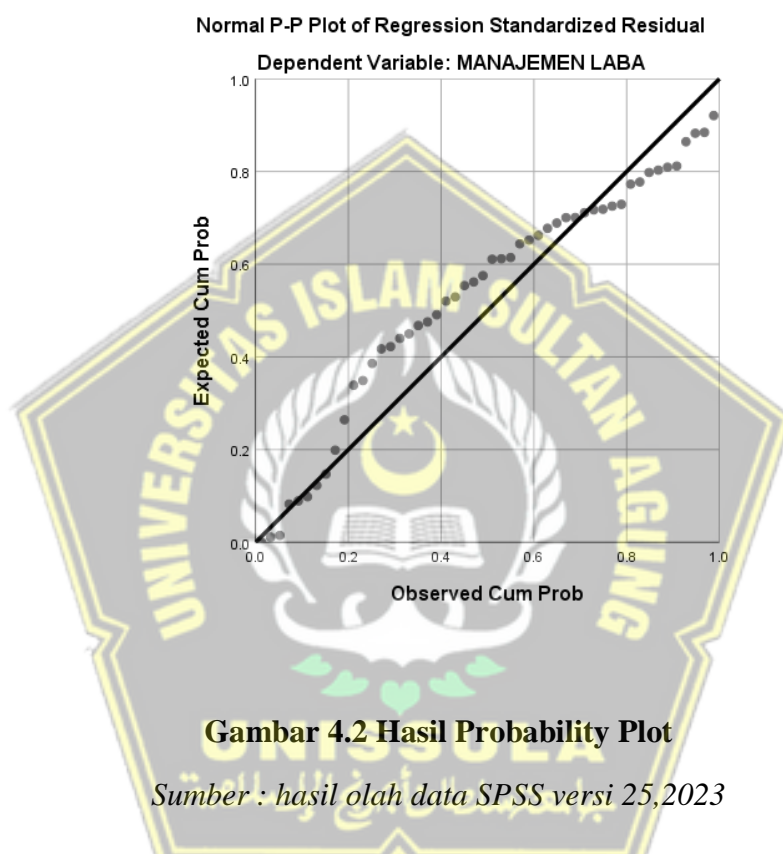 Normal P-P Plot of Regression Standardized Residual
Dependent Variable: MANAJEMEN LABA
1.0
0.8
0.6
0.4
0.2
0.0
Expected Cum Prob
0.0 0.2 0.4 0.6 0.8 1.0
Observed Cum Prob
UNIVERSITAS ISLAM SULTAN AGUNG
Gambar 4.2 Hasil Probability Plot
UNISSULA
Sumber : hasil olah data SPSS versi 25,2023